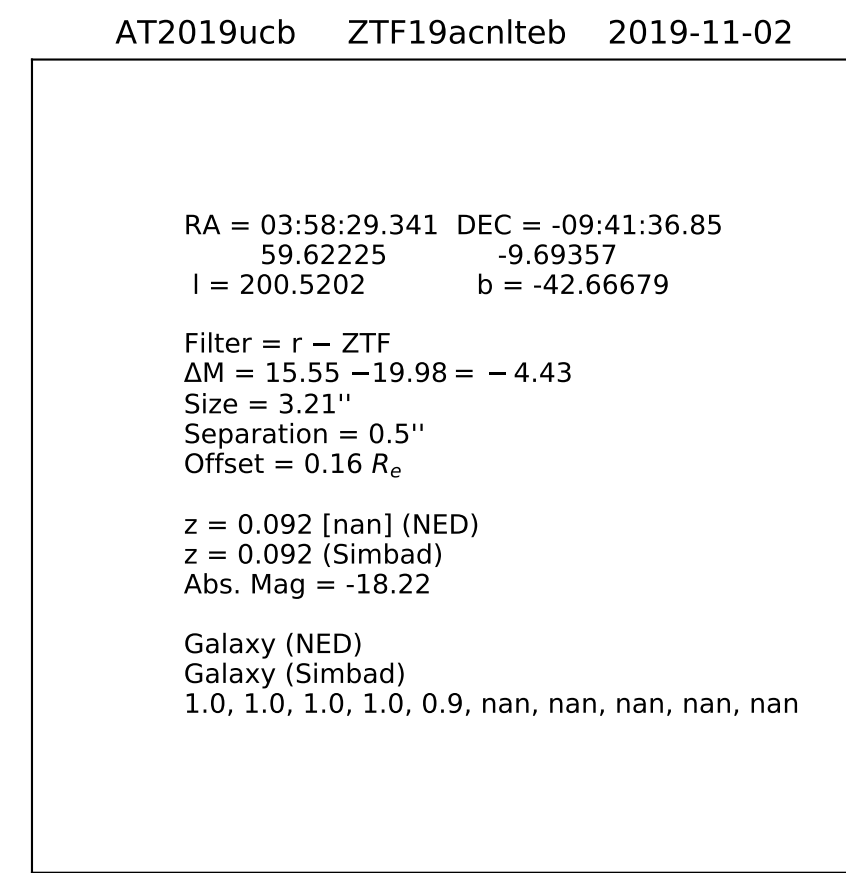 AT2019ucb ZTF19acnlteb 2019-11-02
RA = 03:58:29.341 DEC = -09:41:36.85
59.62225 -9.69357
l = 200.5202 b = -42.66679
Filter = r − ZTF
ΔM = 15.55 −19.98 = − 4.43
Size = 3.21''
Separation = 0.5''
Offset = 0.16 Re
z = 0.092 [nan] (NED)
z = 0.092 (Simbad)
Abs. Mag = -18.22
Galaxy (NED)
Galaxy (Simbad)
1.0, 1.0, 1.0, 1.0, 0.9, nan, nan, nan, nan, nan